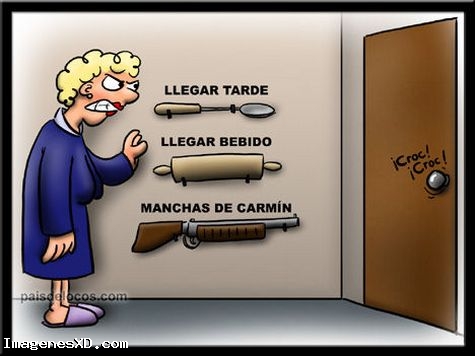 LLEGAR TARDE
LLEGAR BEBIDO
¡Croc!
¡Croc!
MANCHAS DE CARMÍN
paisdelocos.com
ImagenesXD.com